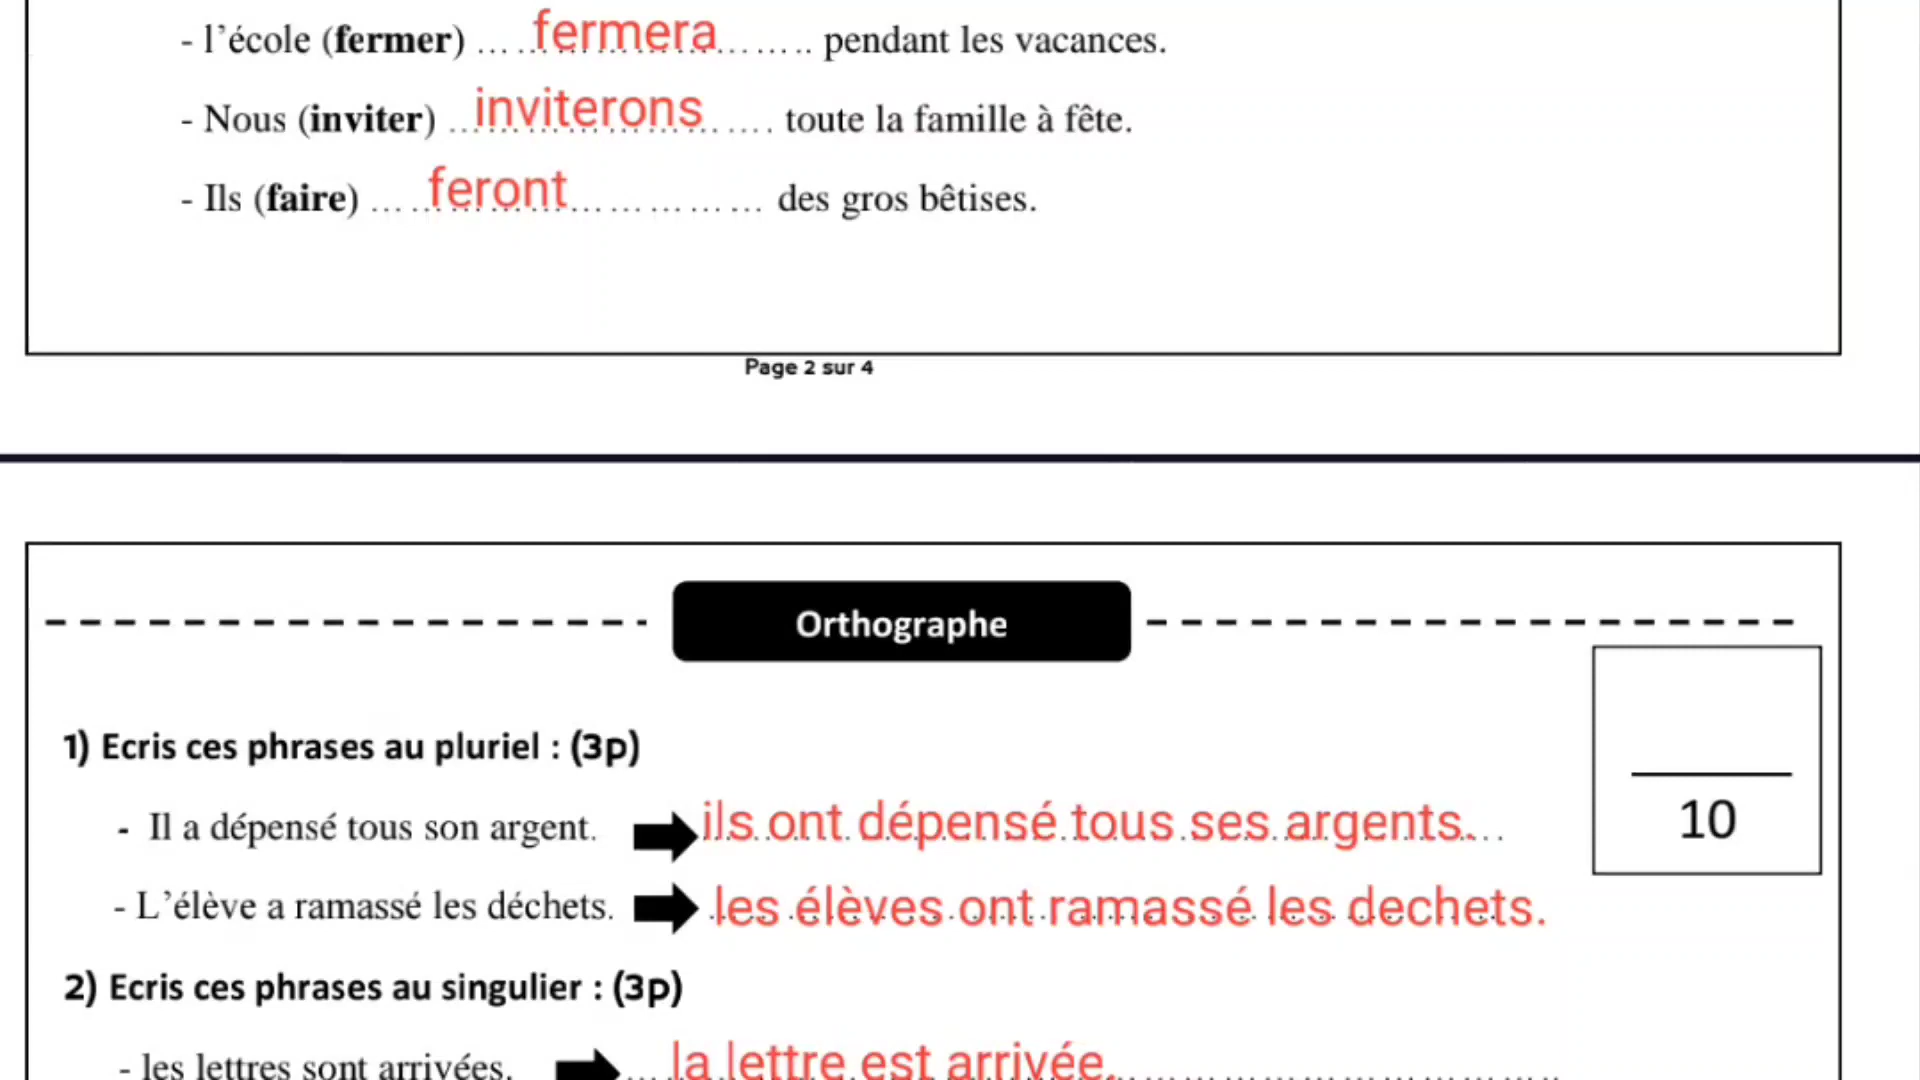 - l’école (fermer) ... fermera ... pendant les vacances.
- Nous (inviter) ... inviterons ... toute la famille à fête.
- Ils (faire) ... feront ... des gros bêtises.
Page 2 sur 4
Orthographe
1) Ecris ces phrases au pluriel : (3p)
- Il a dépensé tous son argent. ils ont dépensé tous ses argents.
10
- L’élève a ramassé les déchets. les élèves ont ramassé les dechets.
2) Ecris ces phrases au singulier : (3p)
- les lettres sont arrivées. la lettre est arrivée.